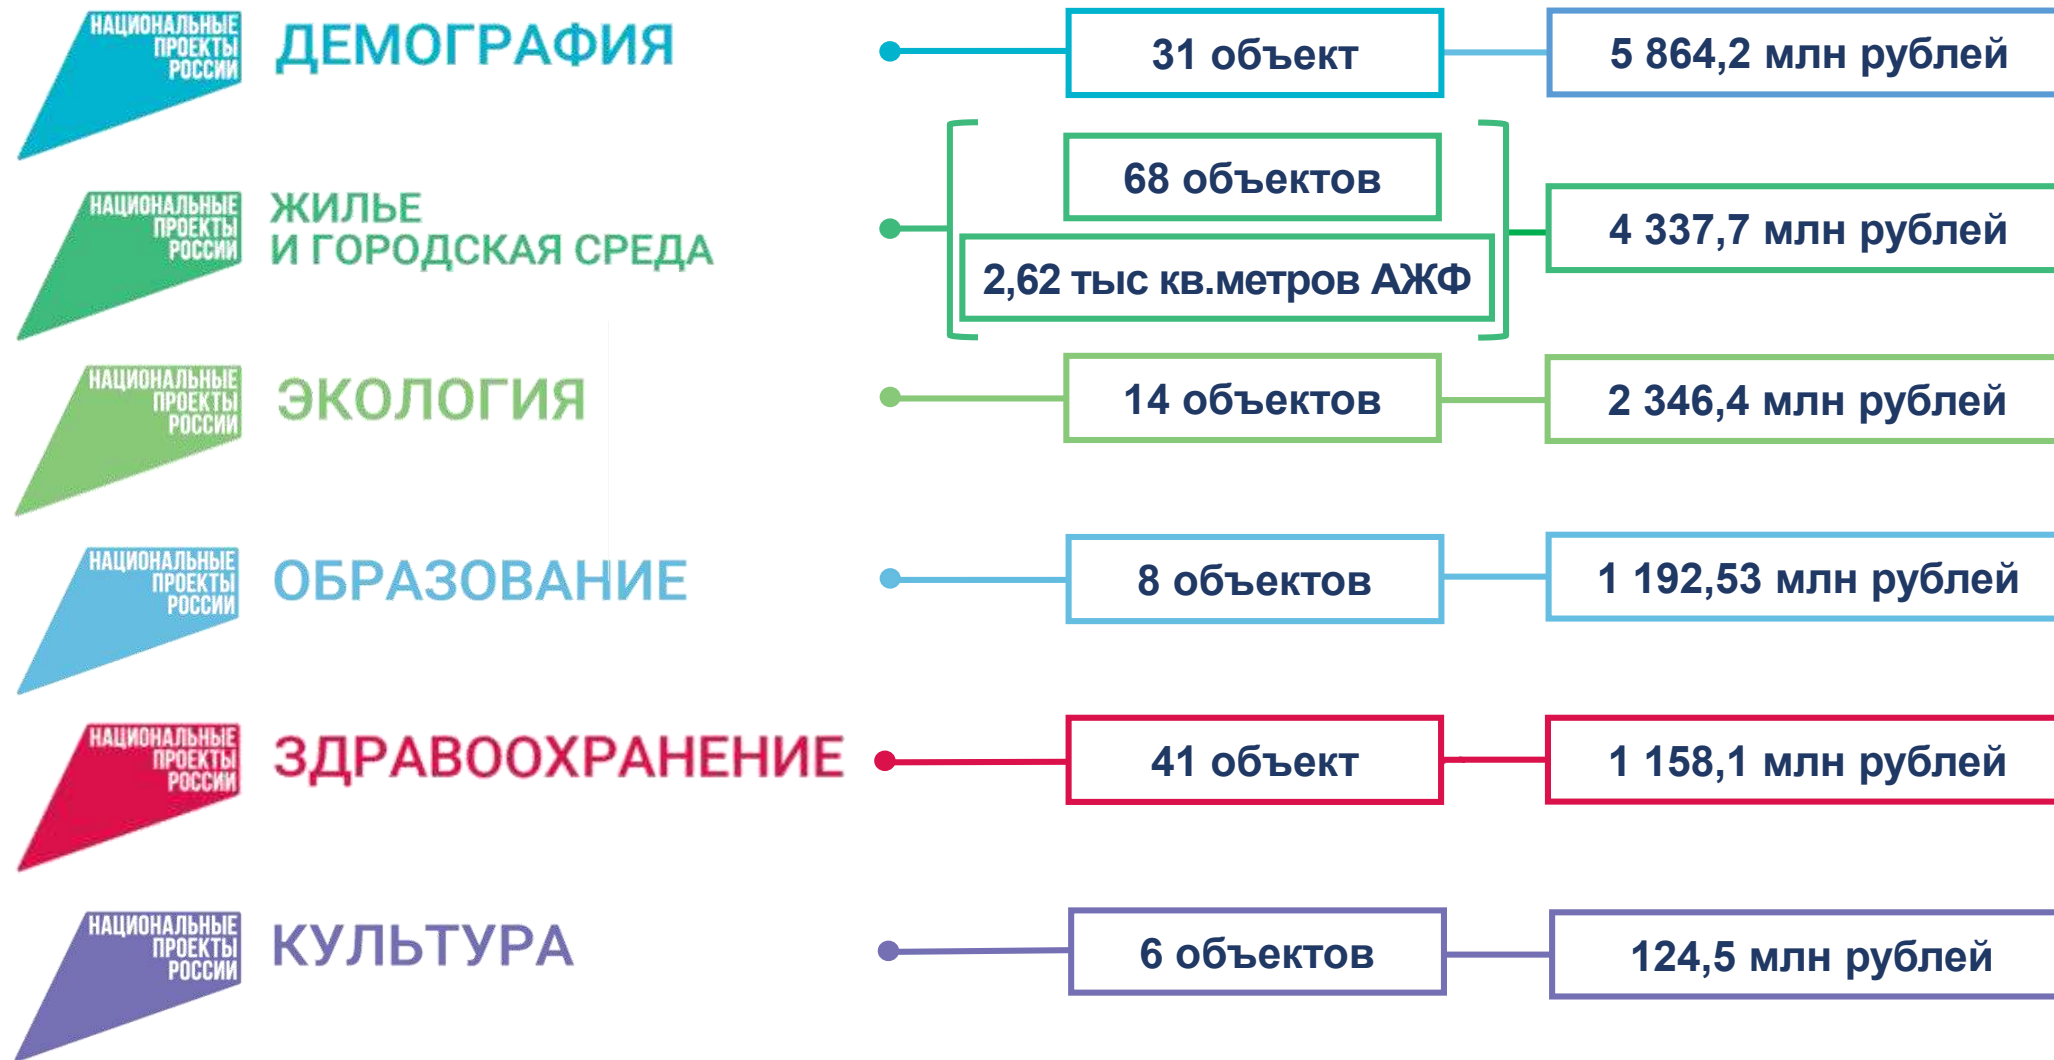 НАЦИОНАЛЬНЫЕ
ПРОЕКТЫ
РОССИИ
ДЕМОГРАФИЯ
31 объект
5 864,2 млн рублей
НАЦИОНАЛЬНЫЕ
ПРОЕКТЫ
РОССИИ
ЖИЛЬЕ
И ГОРОДСКАЯ СРЕДА
68 объектов
2,62 тыс кв.метров АЖФ
4 337,7 млн рублей
НАЦИОНАЛЬНЫЕ
ПРОЕКТЫ
РОССИИ
ЭКОЛОГИЯ
14 объектов
2 346,4 млн рублей
НАЦИОНАЛЬНЫЕ
ПРОЕКТЫ
РОССИИ
ОБРАЗОВАНИЕ
8 объектов
1 192,53 млн рублей
НАЦИОНАЛЬНЫЕ
ПРОЕКТЫ
РОССИИ
ЗДРАВООХРАНЕНИЕ
41 объект
1 158,1 млн рублей
НАЦИОНАЛЬНЫЕ
ПРОЕКТЫ
РОССИИ
КУЛЬТУРА
6 объектов
124,5 млн рублей